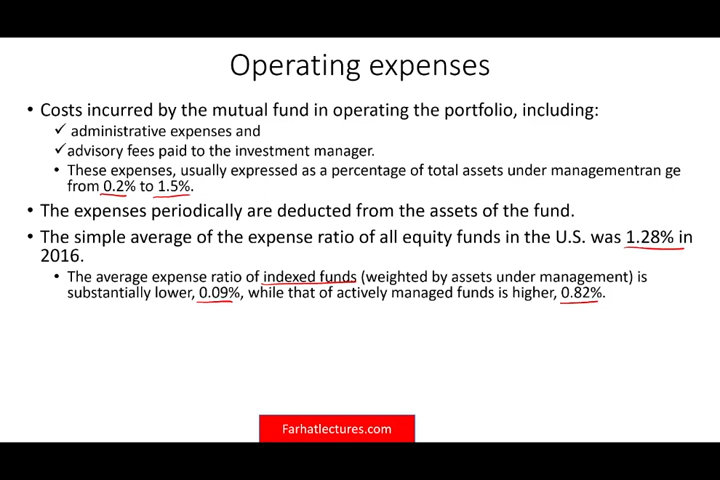 Operating expenses
• Costs incurred by the mutual fund in operating the portfolio, including:
✓ administrative expenses and
✓advisory fees paid to the investment manager.
• These expenses, usually expressed as a percentage of total assets under managementran ge
from 0.2% to 1.5%.
• The expenses periodically are deducted from the assets of the fund.
• The simple average of the expense ratio of all equity funds in the U.S. was 1.28% in
2016.
• The average expense ratio of indexed funds (weighted by assets under management) is
substantially lower, 0.09%, while that of actively managed funds is higher, 0.82%.
Farhatlectures.com